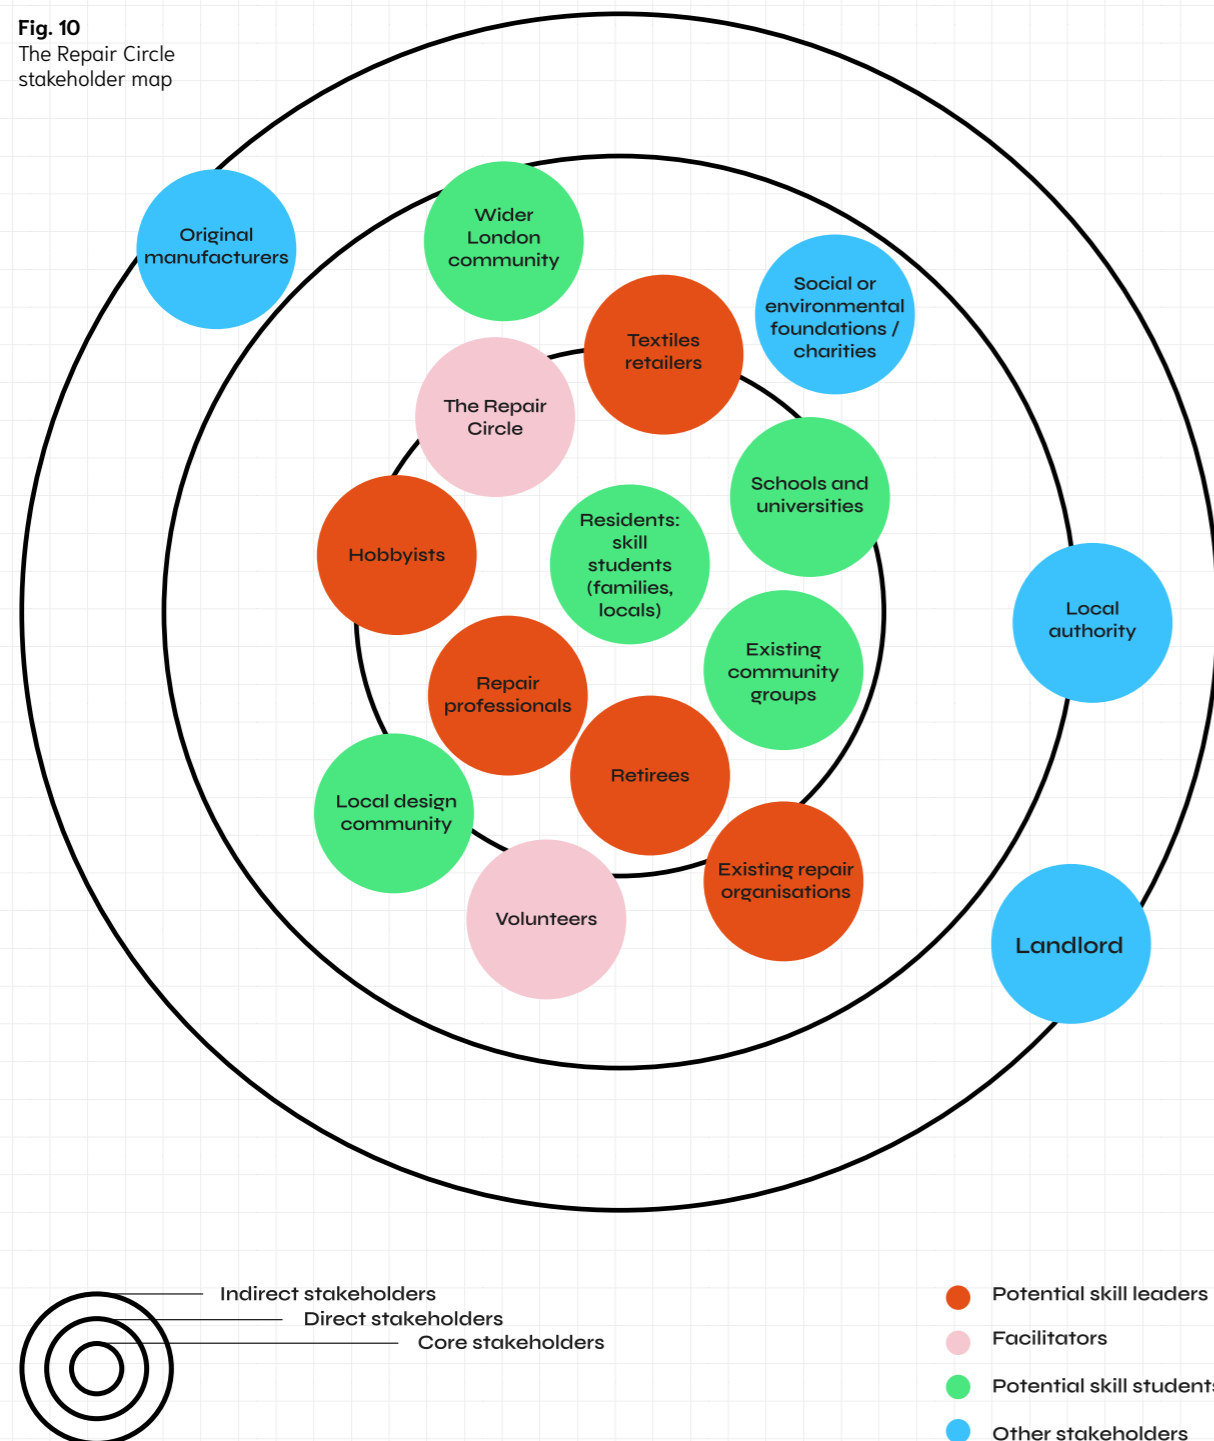 Fig. 10
The Repair Circle
stakeholder map
Original
manufacturers
Wider
London
community
Social or
environmental
foundations /
charities
Textiles
retailers
The Repair
Circle
Schools and
universities
Hobbyists
Residents:
skill
students
(families,
locals)
Local
authority
Existing
community
groups
Repair
professionals
Retirees
Local design
community
Existing repair
organisations
Volunteers
Landlord
Indirect stakeholders
Direct stakeholders
Core stakeholders
Potential skill leaders
Facilitators
Potential skill students
Other stakeholders